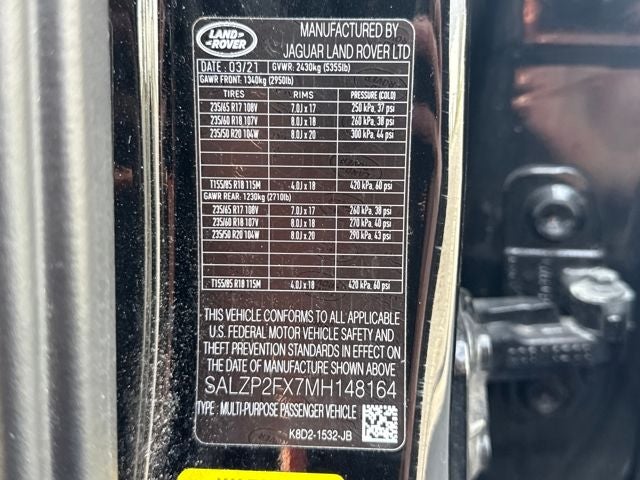 LAND ROVER
MANUFACTURED BY
JAGUAR LAND ROVER LTD
DATE . 03/21 GVWR: 2430kg (5355lb)
GAWR FRONT: 1340kg (2950lb)
TIRES RIMS PRESSURE (COLD)
235/65 R17 108V 7.0J x 17 250 kPa, 37 psi
235/60 R18 107V 8.0J x 18 260 kPa, 38 psi
235/50 R20 104W 8.0J x 20 300 kPa, 44 psi
T155/85 R18 115M 4.0J x 18 420 kPa, 60 psi
GAWR REAR: 1230kg (2710lb)
235/65 R17 108V 7.0J x 17 260 kPa, 38 psi
235/60 R18 107V 8.0J x 18 270 kPa, 40 psi
235/50 R20 104W 8.0J x 20 290 kPa, 43 psi
T155/85 R18 115M 4.0J x 18 420 kPa, 60 psi
THIS VEHICLE CONFORMS TO ALL APPLICABLE
U.S. FEDERAL MOTOR VEHICLE SAFETY AND
THEFT PREVENTION STANDARDS IN EFFECT ON
THE DATE OF MANUFACTURE SHOWN ABOVE
SALZP2FX7MH148164
TYPE : MULTI-PURPOSE PASSENGER VEHICLE
K8D2-1532-JB